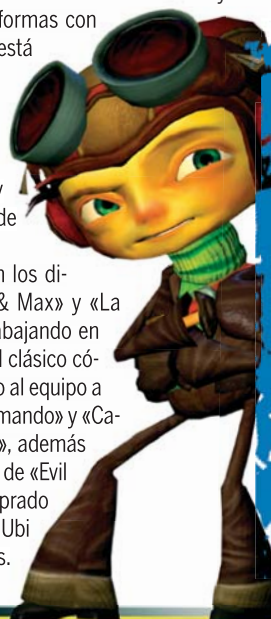 formas con
está
y
de
n los di-
& Max» y «La
abajando en
l clásico có-
o al equipo a
mando» y «Ca-
», además
de «Evil
prado
Ubi
s.